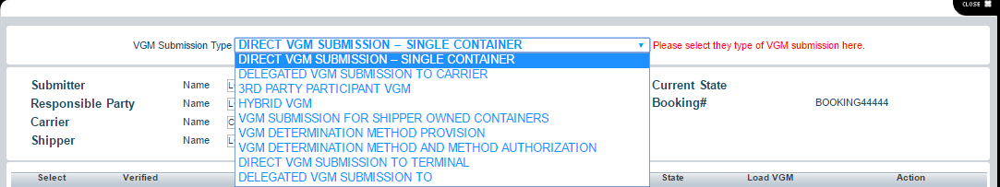 CLOSE
VGM Submission Type DIRECT VGM SUBMISSION – SINGLE CONTAINER Please select they type of VGM submission here.
DIRECT VGM SUBMISSION – SINGLE CONTAINER
DELEGATED VGM SUBMISSION TO CARRIER
3RD PARTY PARTICIPANT VGM
HYBRID VGM
VGM SUBMISSION FOR SHIPPER OWNED CONTAINERS
VGM DETERMINATION METHOD PROVISION
VGM DETERMINATION METHOD AND METHOD AUTHORIZATION
DIRECT VGM SUBMISSION TO TERMINAL
DELEGATED VGM SUBMISSION TO
Submitter Name
Responsible Party Name
Carrier Name
Shipper Name
Current State
Booking# BOOKING44444
Select Verified State Load VGM Action